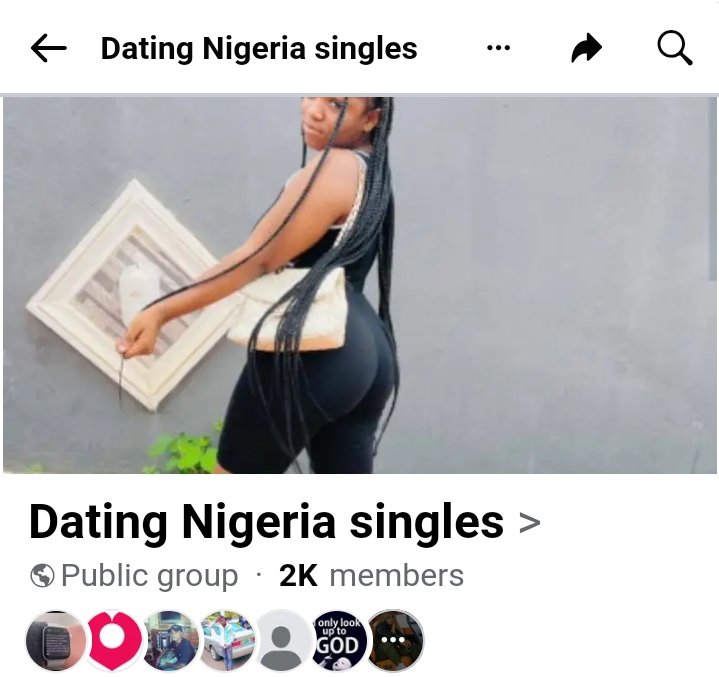 Dating Nigeria singles
Dating Nigeria singles >
Public group · 2K members
I only look
up to
GOD